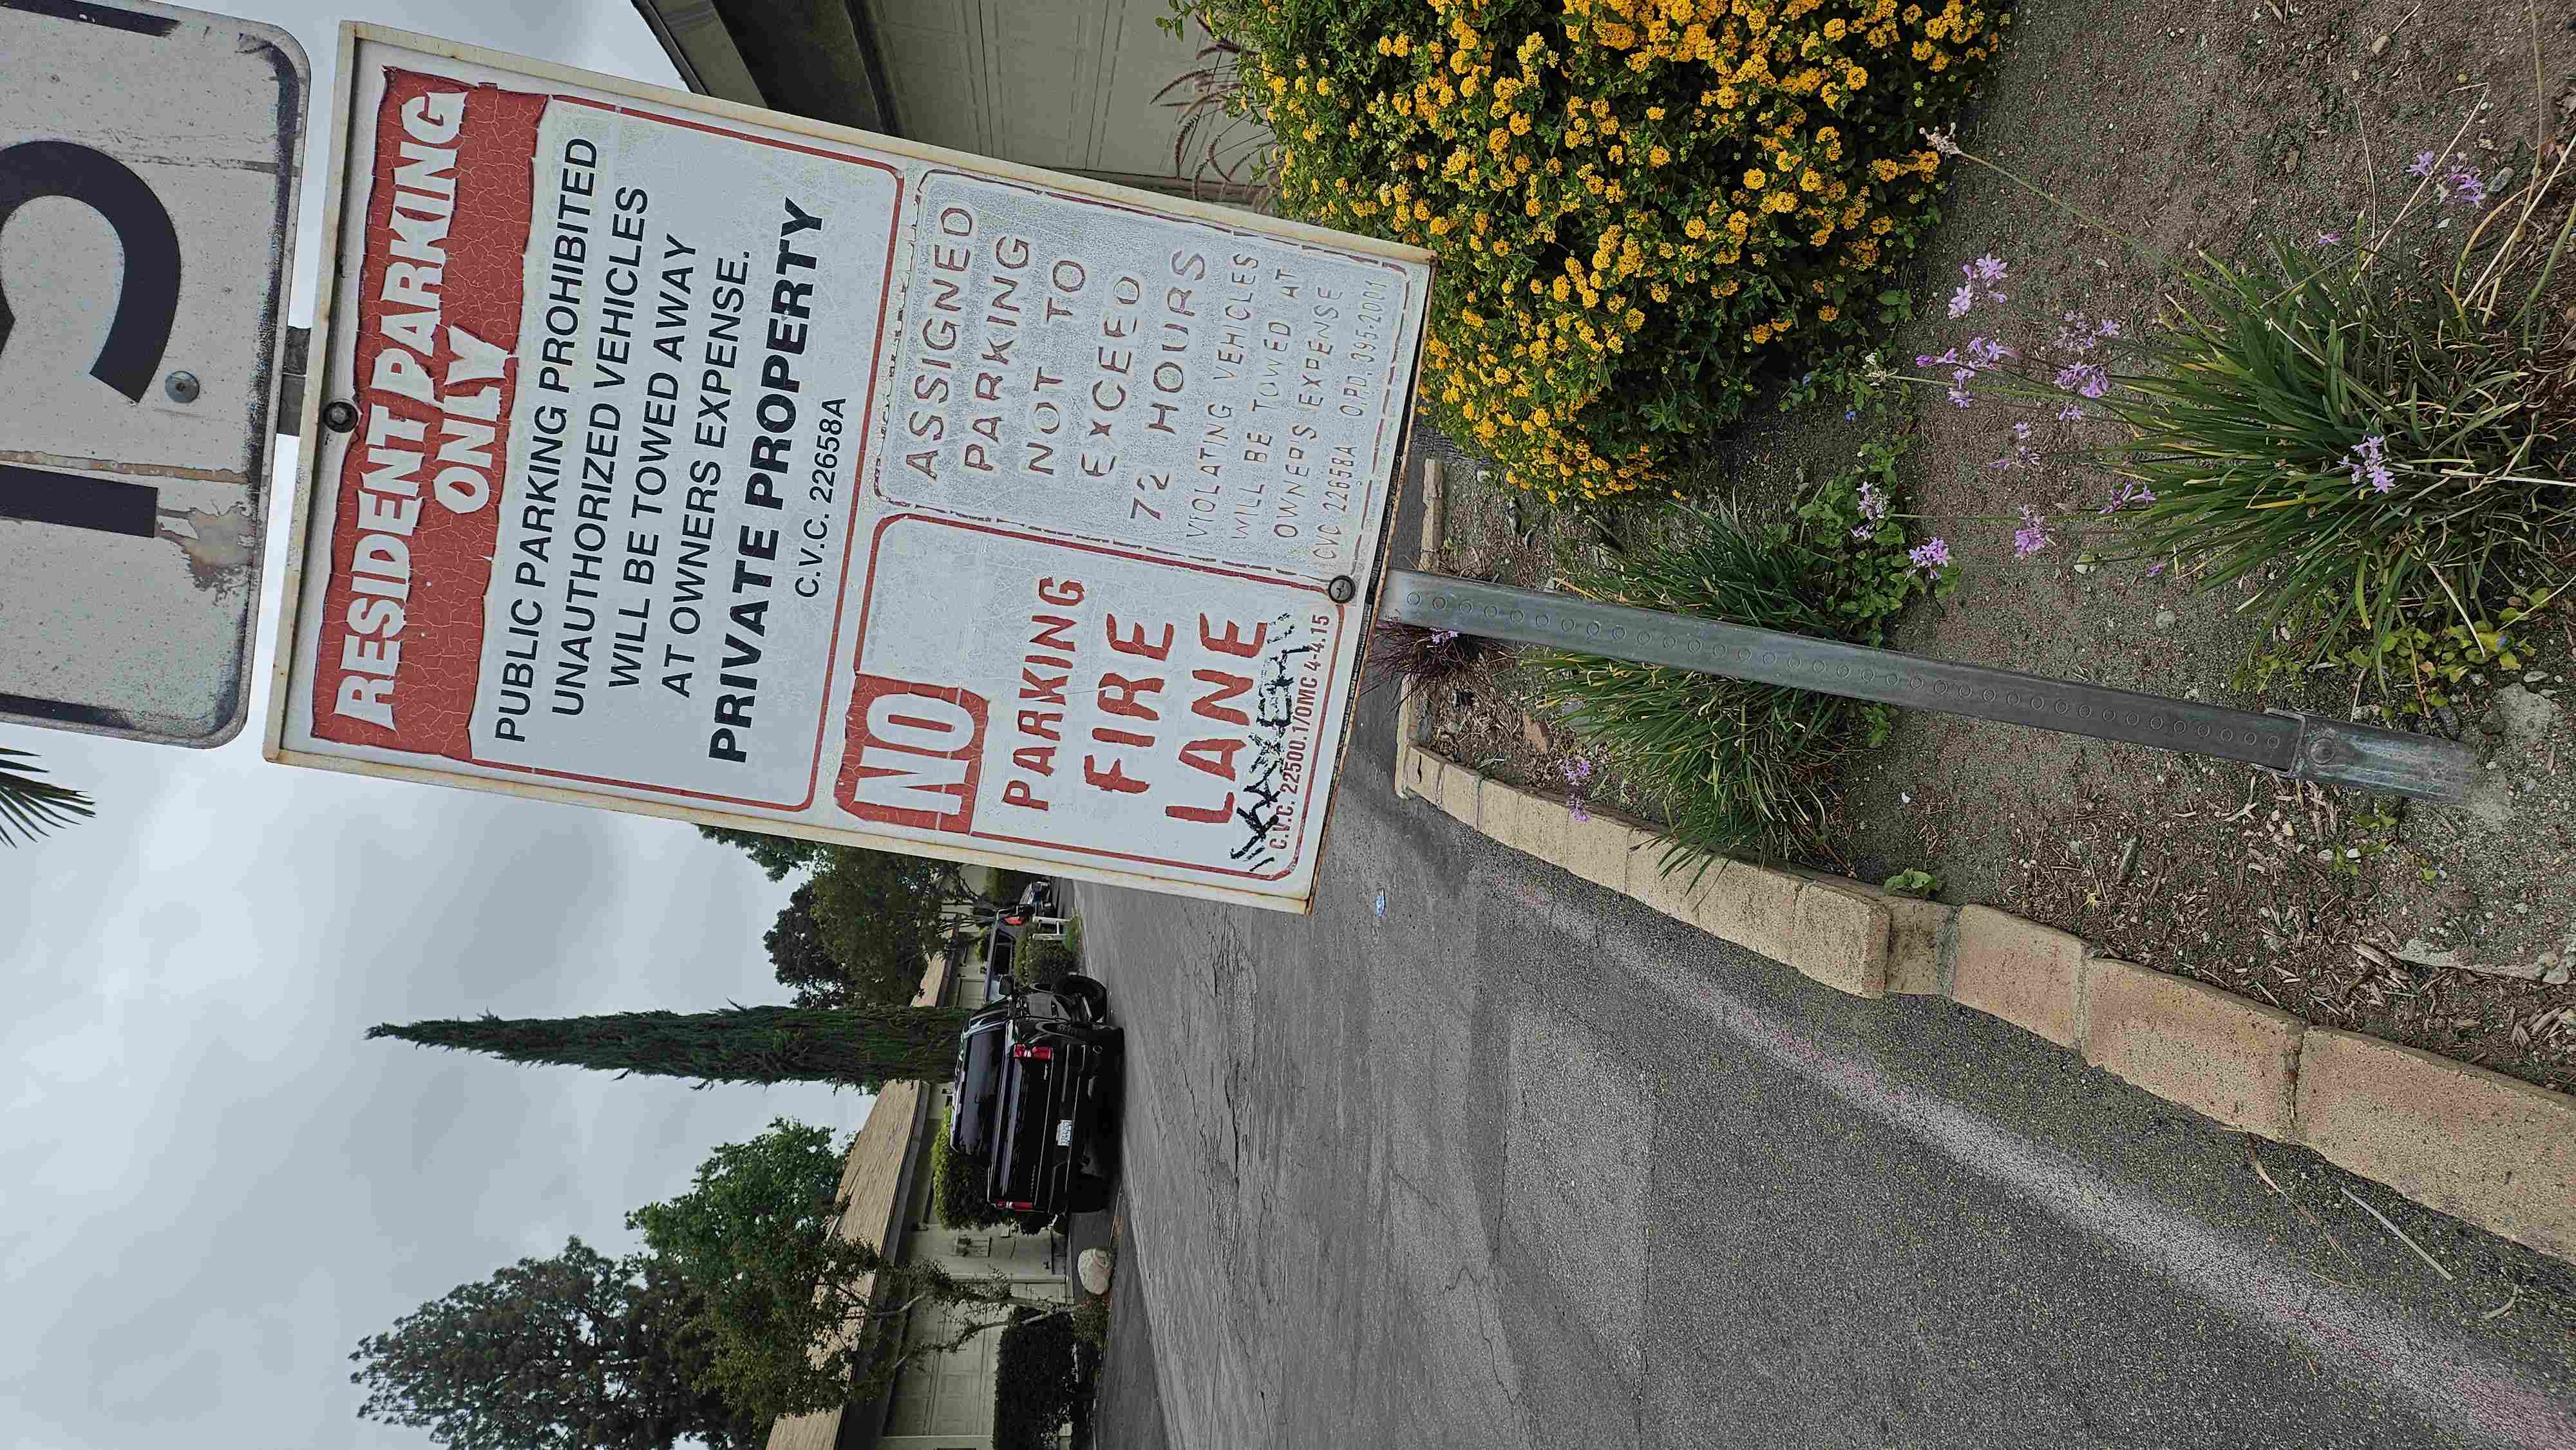 RESIDENT PARKING
ONLY
PUBLIC PARKING PROHIBITED
UNAUTHORIZED VEHICLES
WILL BE TOWED AWAY
AT OWNERS EXPENSE.
PRIVATE PROPERTY
C.V.C. 22658A
NO
PARKING
FIRE
LANE
C.V.C. 22500.1/OMC 4-4.15
ASSIGNED
PARKING
NOT TO
EXCEED
72 HOURS
VIOLATING VEHICLES
WILL BE TOWED AT
OWNER'S EXPENSE
CVC 22658A O.P.D. 095-2001